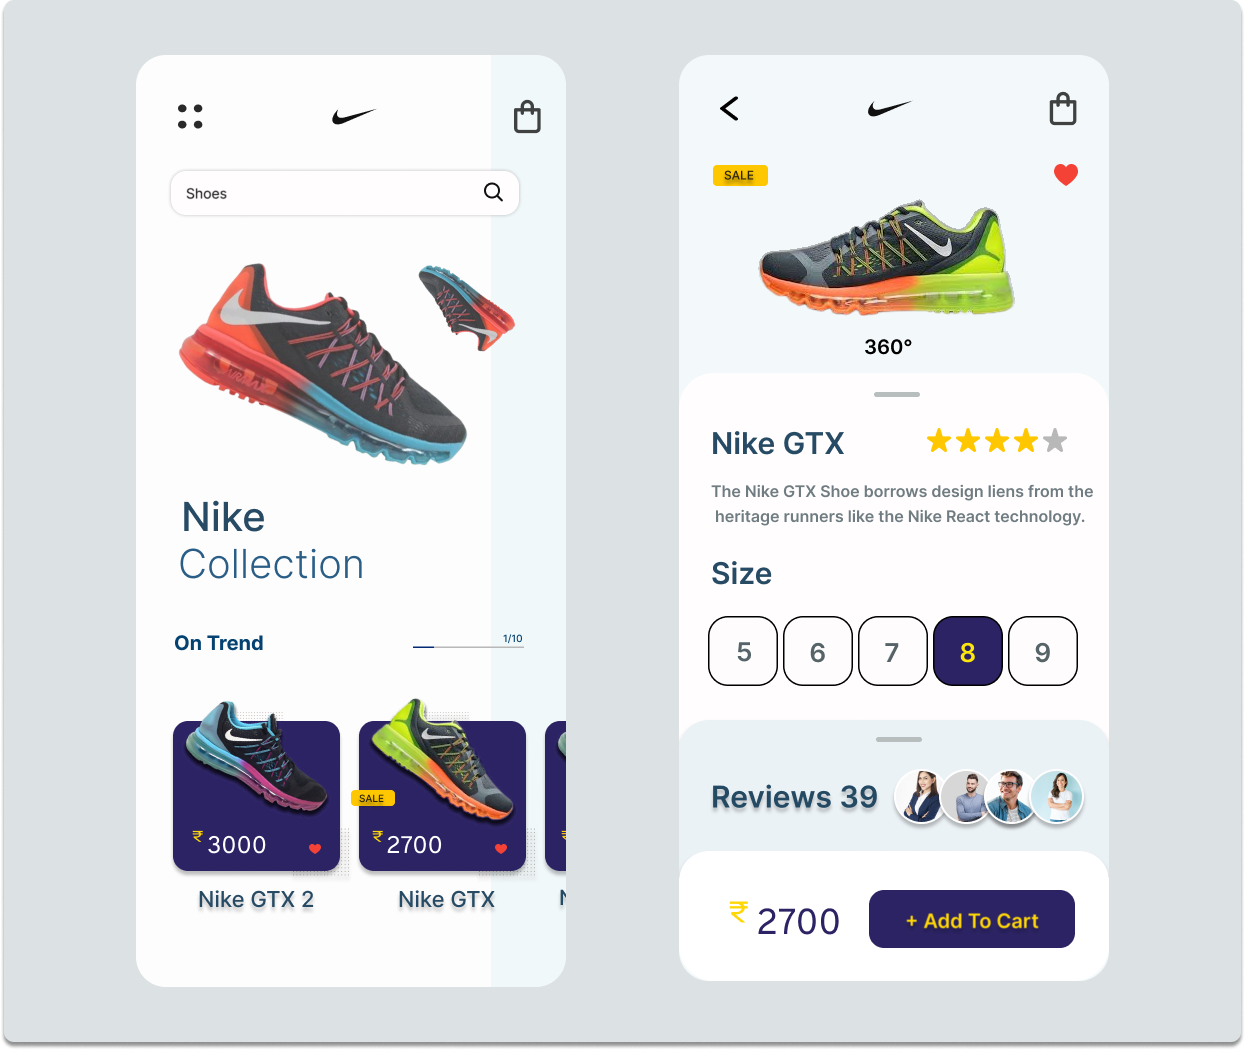 Shoes
Nike
Collection
On Trend
1/10
SALE
₹ 3000
₹ 2700
₹
Nike GTX 2
Nike GTX
N
SALE
360°
Nike GTX
The Nike GTX Shoe borrows design liens from the
heritage runners like the Nike React technology.
Size
5 6 7 8 9
Reviews 39
₹ 2700
+ Add To Cart